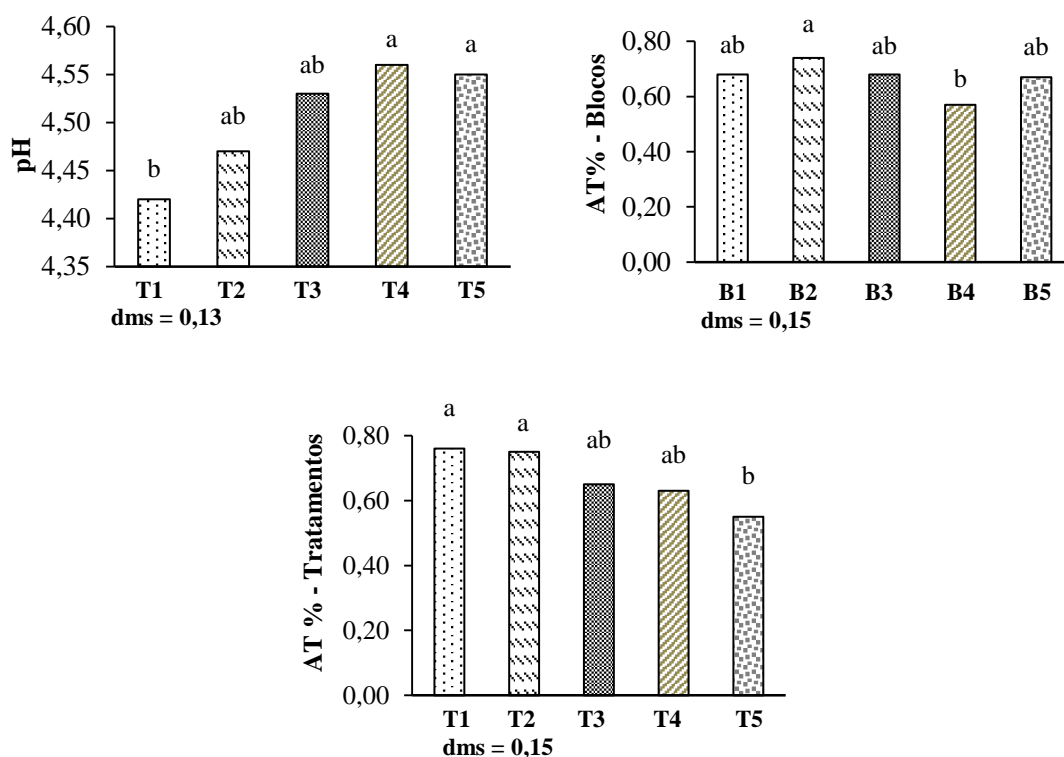 pH
4,60
4,55
4,50
4,45
4,40
4,35
b
ab
ab
a
a
T1 T2 T3 T4 T5
dms = 0,13
AT% - Blocos
0,80
0,60
0,40
0,20
0,00
ab
a
ab
b
ab
B1 B2 B3 B4 B5
dms = 0,15
AT % - Tratamentos
0,80
0,60
0,40
0,20
0,00
a
a
ab
ab
b
T1 T2 T3 T4 T5
dms = 0,15